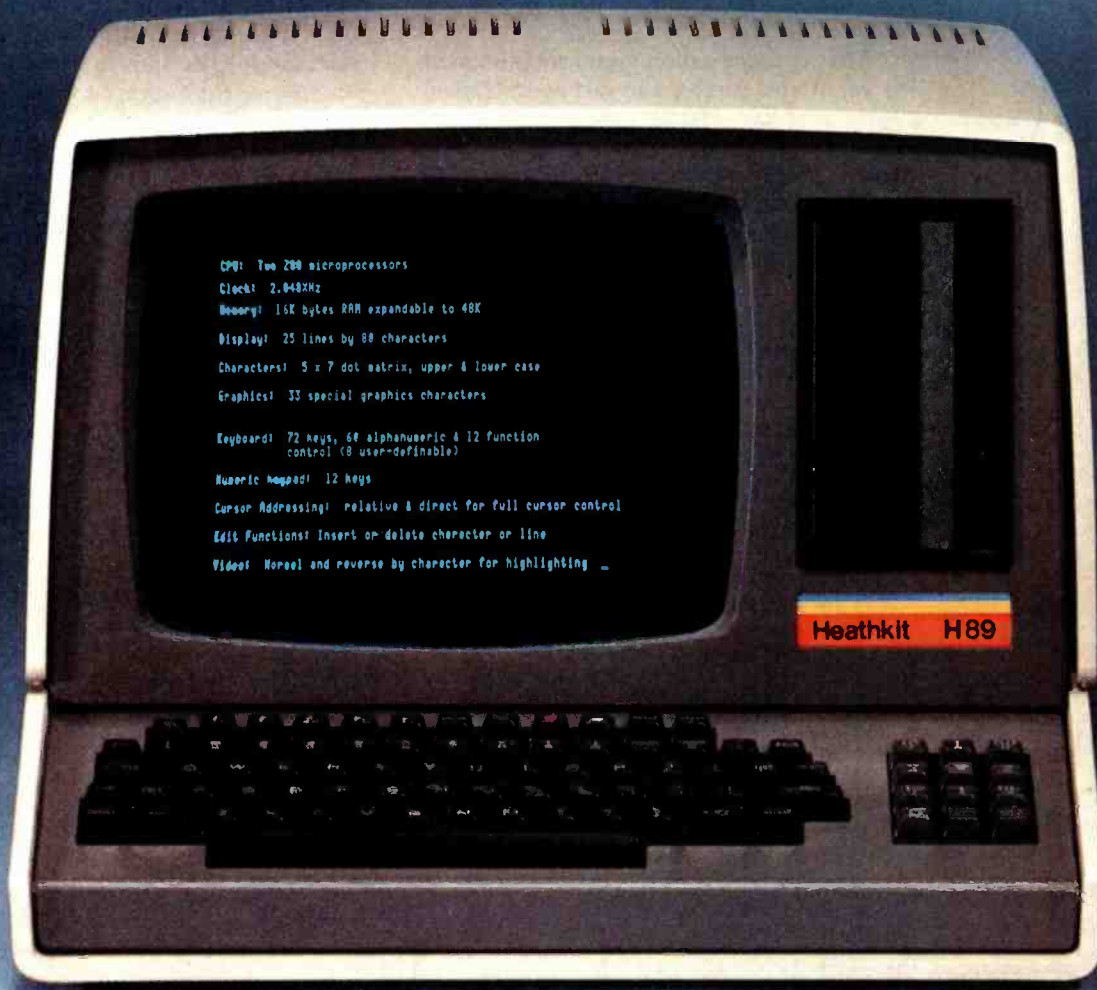 CPU: Two Z80 microprocessors
Clock: 2.048MHz
Memory: 16K bytes RAM expandable to 48K
Display: 25 lines by 80 characters
Characters: 5 x 7 dot matrix, upper & lower case
Graphics: 33 special graphics characters
Keyboard: 72 keys, 60 alphanumeric & 12 function
control (8 user-definable)
Numeric keypad: 12 keys
Cursor Addressing: relative & direct for full cursor control
Edit Functions: Insert or delete character or line
Video: Normal and reverse by character for highlighting _
Heathkit H89